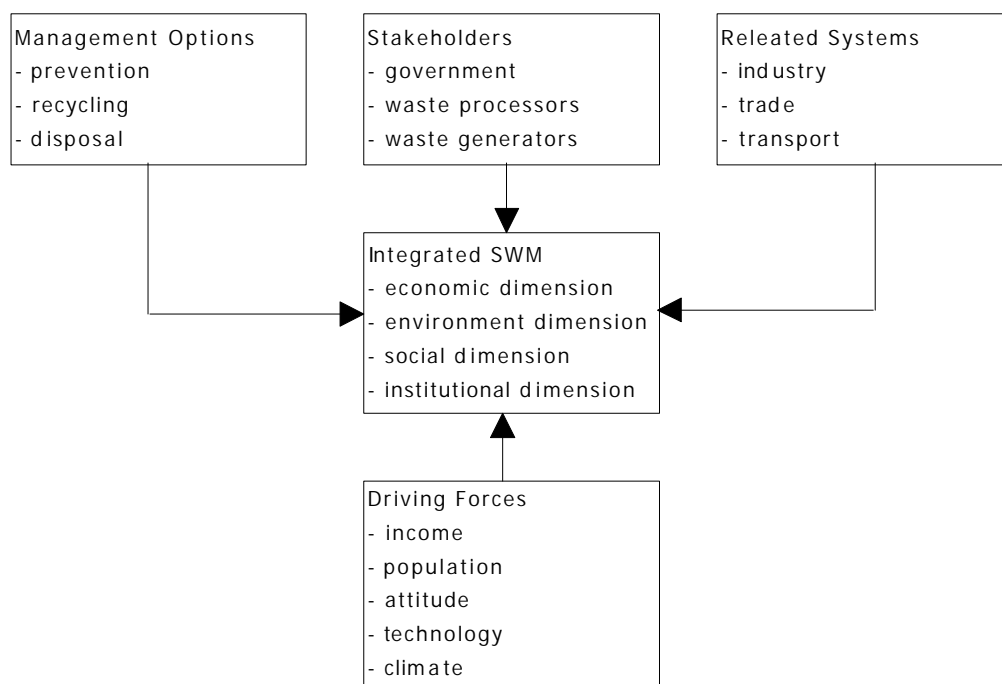 Management Options
- prevention
- recycling
- disposal
Stakeholders
- government
- waste processors
- waste generators
Releated Systems
- industry
- trade
- transport
Integrated SWM
- economic dimension
- environment dimension
- social dimension
- institutional dimension
Driving Forces
- income
- population
- attitude
- technology
- climate